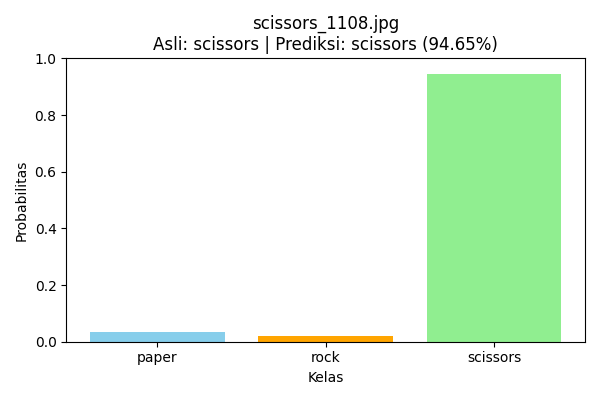 scissors_1108.jpg
Asli: scissors | Prediksi: scissors (94.65%)
Probabilitas
1.0
0.8
0.6
0.4
0.2
0.0
paper
rock
scissors
Kelas